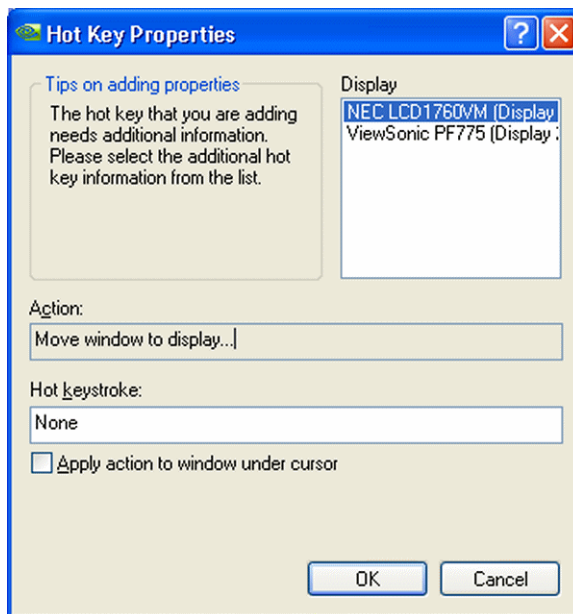 Hot Key Properties
Tips on adding properties
The hot key that you are adding
needs additional information.
Please select the additional hot
key information from the list.
Display
NEC LCD1760VM (Display
ViewSonic PF775 (Display 2
Action:
Move window to display...
Hot keystroke:
None
Apply action to window under cursor
OK
Cancel